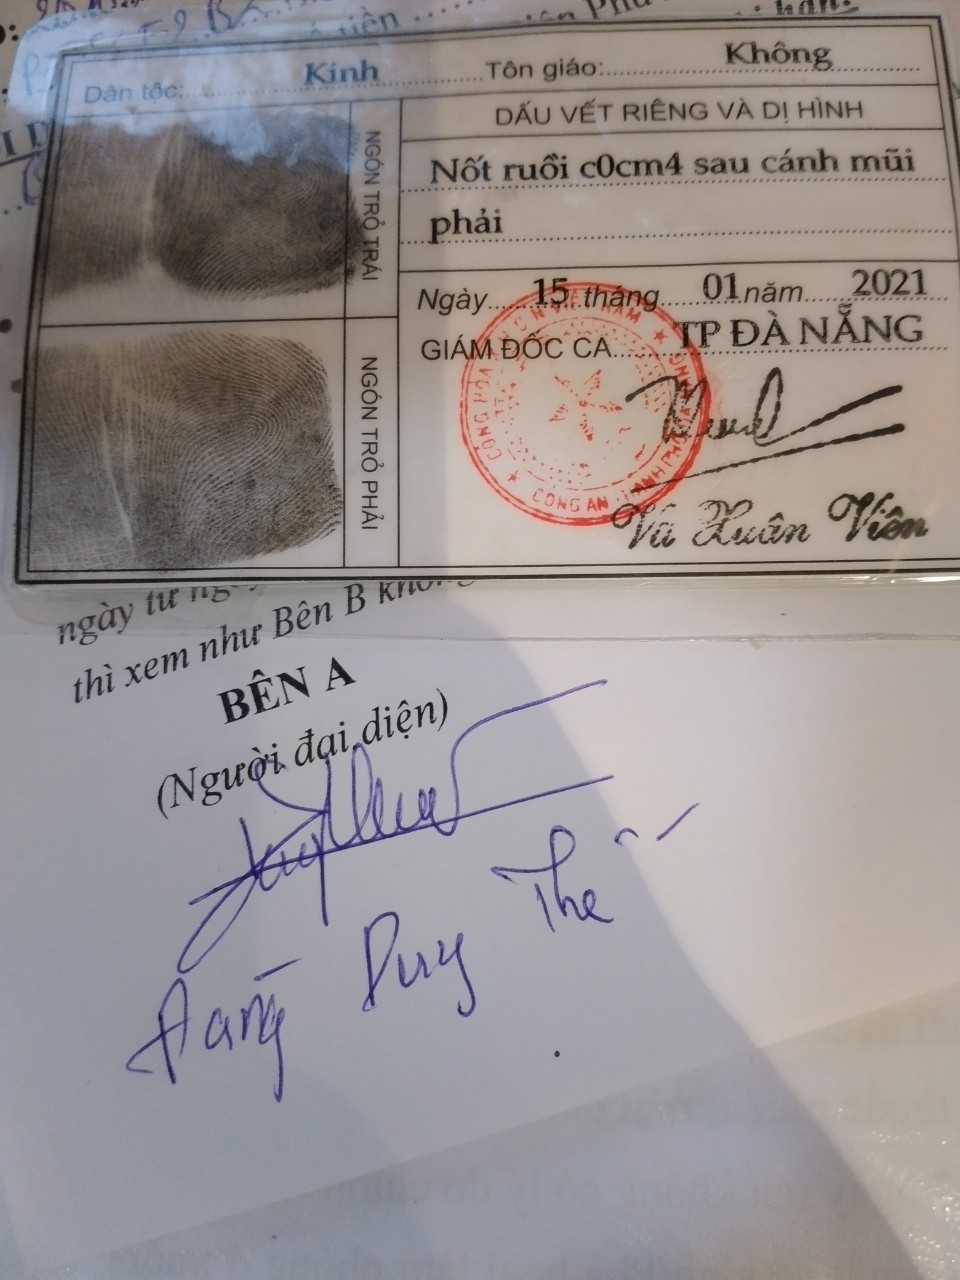 Dân tộc: Kinh Tôn giáo: Không
NGÓN TRỎ TRÁI
NGÓN TRỎ PHẢI
DẤU VẾT RIÊNG VÀ DỊ HÌNH
Nốt ruồi c0cm4 sau cánh mũi
phải
Ngày 15 tháng 01 năm 2021
GIÁM ĐỐC CA TP ĐÀ NẴNG
CÔNG AN THÀNH PHỐ
Vũ Xuân Viên
thì xem như Bên B
BÊN A
(Người đại diện)
Đặng Duy Thế